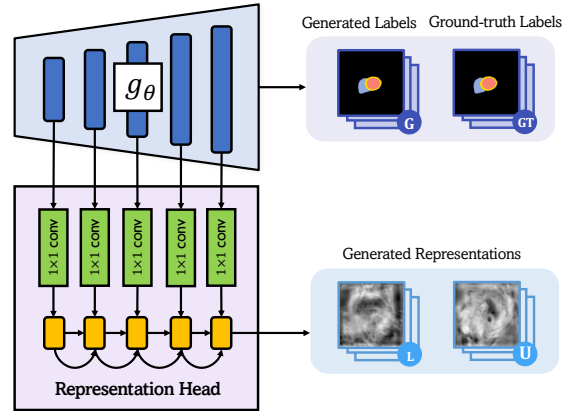 Generated Labels
Ground-truth Labels
g_θ
G
GT
1×1 conv
1×1 conv
1×1 conv
1×1 conv
1×1 conv
Generated Representations
L
U
Representation Head